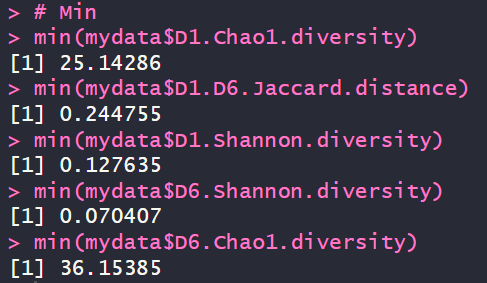 > # Min
> min(mydata$D1.Chao1.diversity)
[1] 25.14286
> min(mydata$D1.D6.Jaccard.distance)
[1] 0.244755
> min(mydata$D1.Shannon.diversity)
[1] 0.127635
> min(mydata$D6.Shannon.diversity)
[1] 0.070407
> min(mydata$D6.Chao1.diversity)
[1] 36.15385